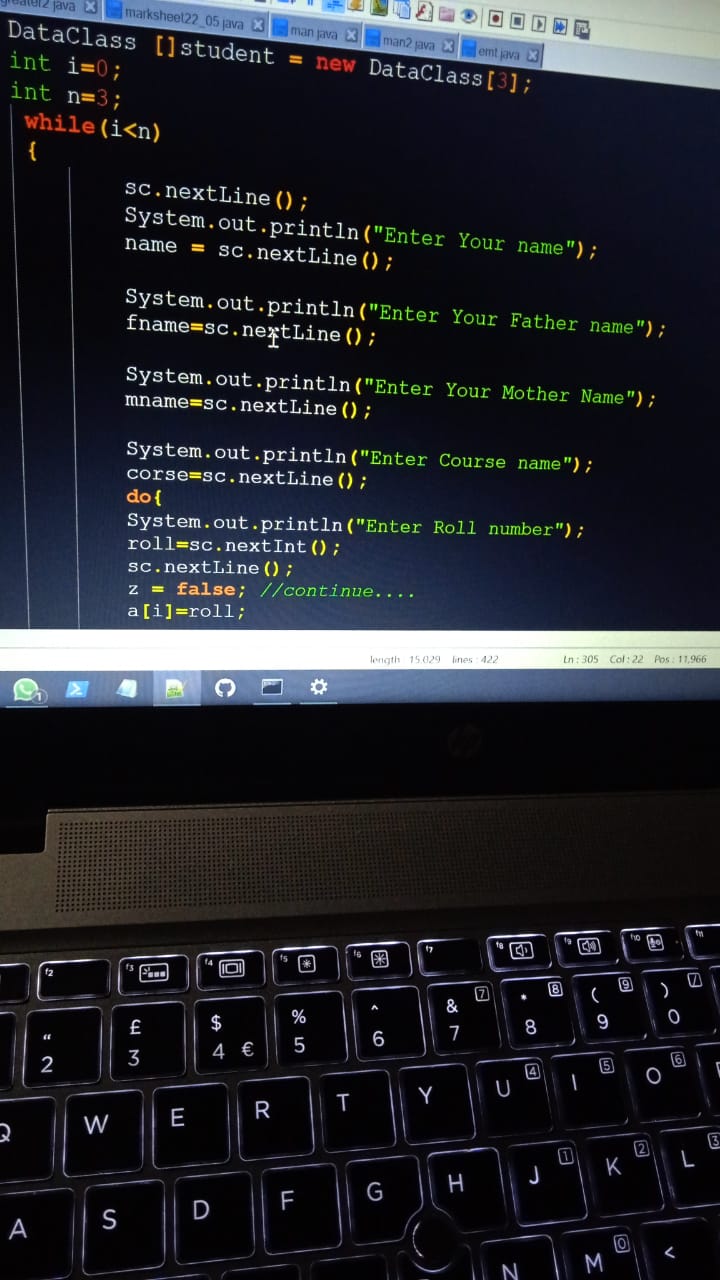 greater2 java marksheet22_05 java man java man2 java emt java
DataClass []student = new DataClass[3];
int i=0;
int n=3;
while(i<n)
{
sc.nextLine();
System.out.println("Enter Your name");
name = sc.nextLine();
System.out.println("Enter Your Father name");
fname=sc.nextLine();
System.out.println("Enter Your Mother Name");
mname=sc.nextLine();
System.out.println("Enter Course name");
corse=sc.nextLine();
do{
System.out.println("Enter Roll number");
roll=sc.nextInt();
sc.nextLine();
z = false; //continue....
a[i]=roll;
length : 15,029 lines : 422 Ln : 305 Col : 22 Pos : 11,966
1
hp
f2 f3 f4 f5 f6 f7 f8 f9 f10 f11
“ £ $ % ^ & 7 * 8 ( 9 ) /
2 3 4 € 5 6 7 8 9 0
Q W E R T Y U 4 I 5 O 6
A S D F G H J 1 K 2 L 3
N M 0 <